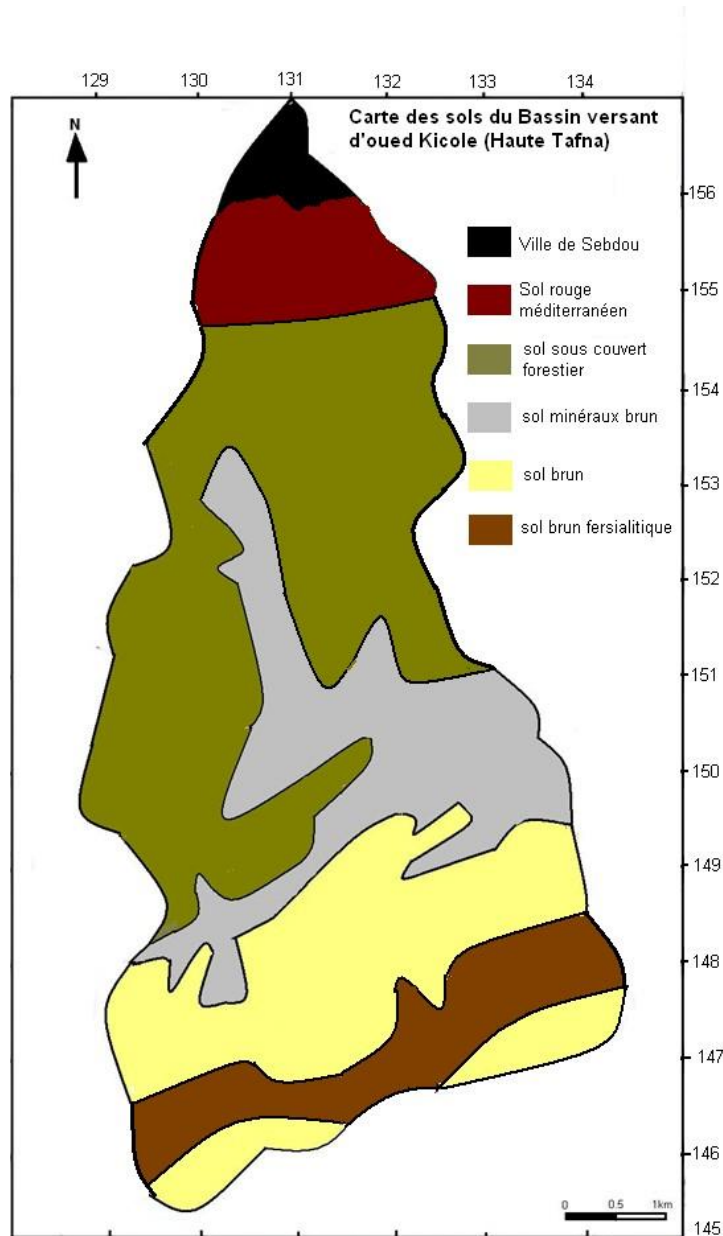 129 130 131 132 133 134
Carte des sols du Bassin versant
d'oued Kicole (Haute Tafna)
N
156
Ville de Sebdou
Sol rouge
méditerranéen
155
sol sous couvert
forestier
154
sol minéraux brun
153
sol brun
sol brun fersialitique
152
151
150
149
148
147
146
0 0.5 1km
145